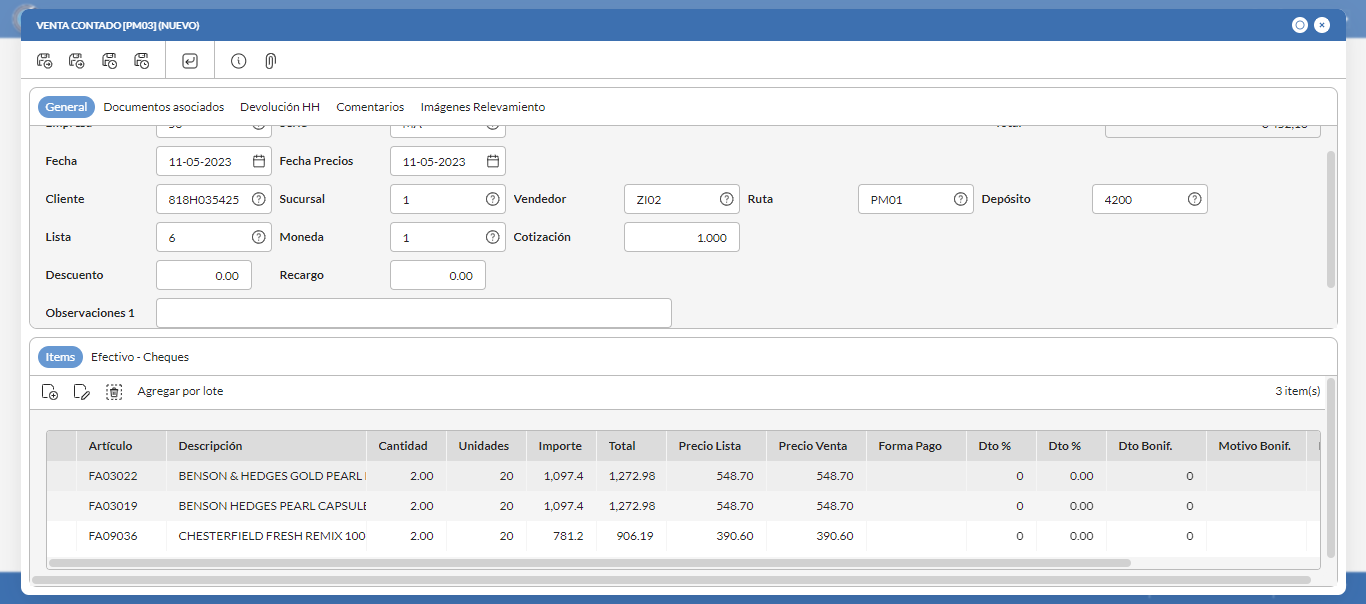 VENTA CONTADO [PM03] (NUEVO)
General Documentos asociados Devolución HH Comentarios Imágenes Relevamiento
Fecha 11-05-2023 Fecha Precios 11-05-2023
Cliente 818H035425 Sucursal 1 Vendedor ZI02 Ruta PM01 Depósito 4200
Lista 6 Moneda 1 Cotización 1.000
Descuento 0.00 Recargo 0.00
Observaciones 1
Items Efectivo - Cheques
Agregar por lote 3 item(s)
Artículo Descripción Cantidad Unidades Importe Total Precio Lista Precio Venta Forma Pago Dto % Dto % Dto Bonif. Motivo Bonif.
FA03022 BENSON & HEDGES GOLD PEARL 2.00 20 1,097.4 1,272.98 548.70 548.70 0 0.00 0
FA03019 BENSON HEDGES PEARL CAPSULE 2.00 20 1,097.4 1,272.98 548.70 548.70 0 0.00 0
FA09036 CHESTERFIELD FRESH REMIX 100 2.00 20 781.2 906.19 390.60 390.60 0 0.00 0